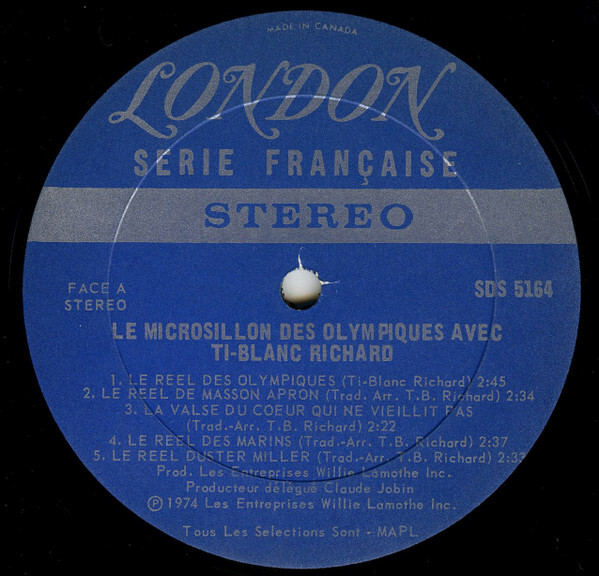 MADE IN CANADA
LONDON
SERIE FRANÇAISE
STEREO
FACE A
STEREO
SDS 5164
LE MICROSILLON DES OLYMPIQUES AVEC
TI-BLANC RICHARD
1. LE REEL DES OLYMPIQUES (Ti-Blanc Richard) 2:45
2. LE REEL DE MASSON APRON (Trad. Arr. T.B. Richard) 2:34
3. LA VALSE DU COEUR QUI NE VIEILLIT PAS
(Trad.-Arr. T.B. Richard) 2:22
4. LE REEL DES MARINS (Trad.-Arr. T.B. Richard) 2:37
5. LE REEL DUSTER MILLER (Trad.-Arr. T.B. Richard) 2:33
Prod. Les Entreprises Willie Lamothe Inc.
Producteur délégué Claude Jobin
Ⓟ 1974 Les Entreprises Willie Lamothe Inc.
Tous Les Selections Sont - MAPL